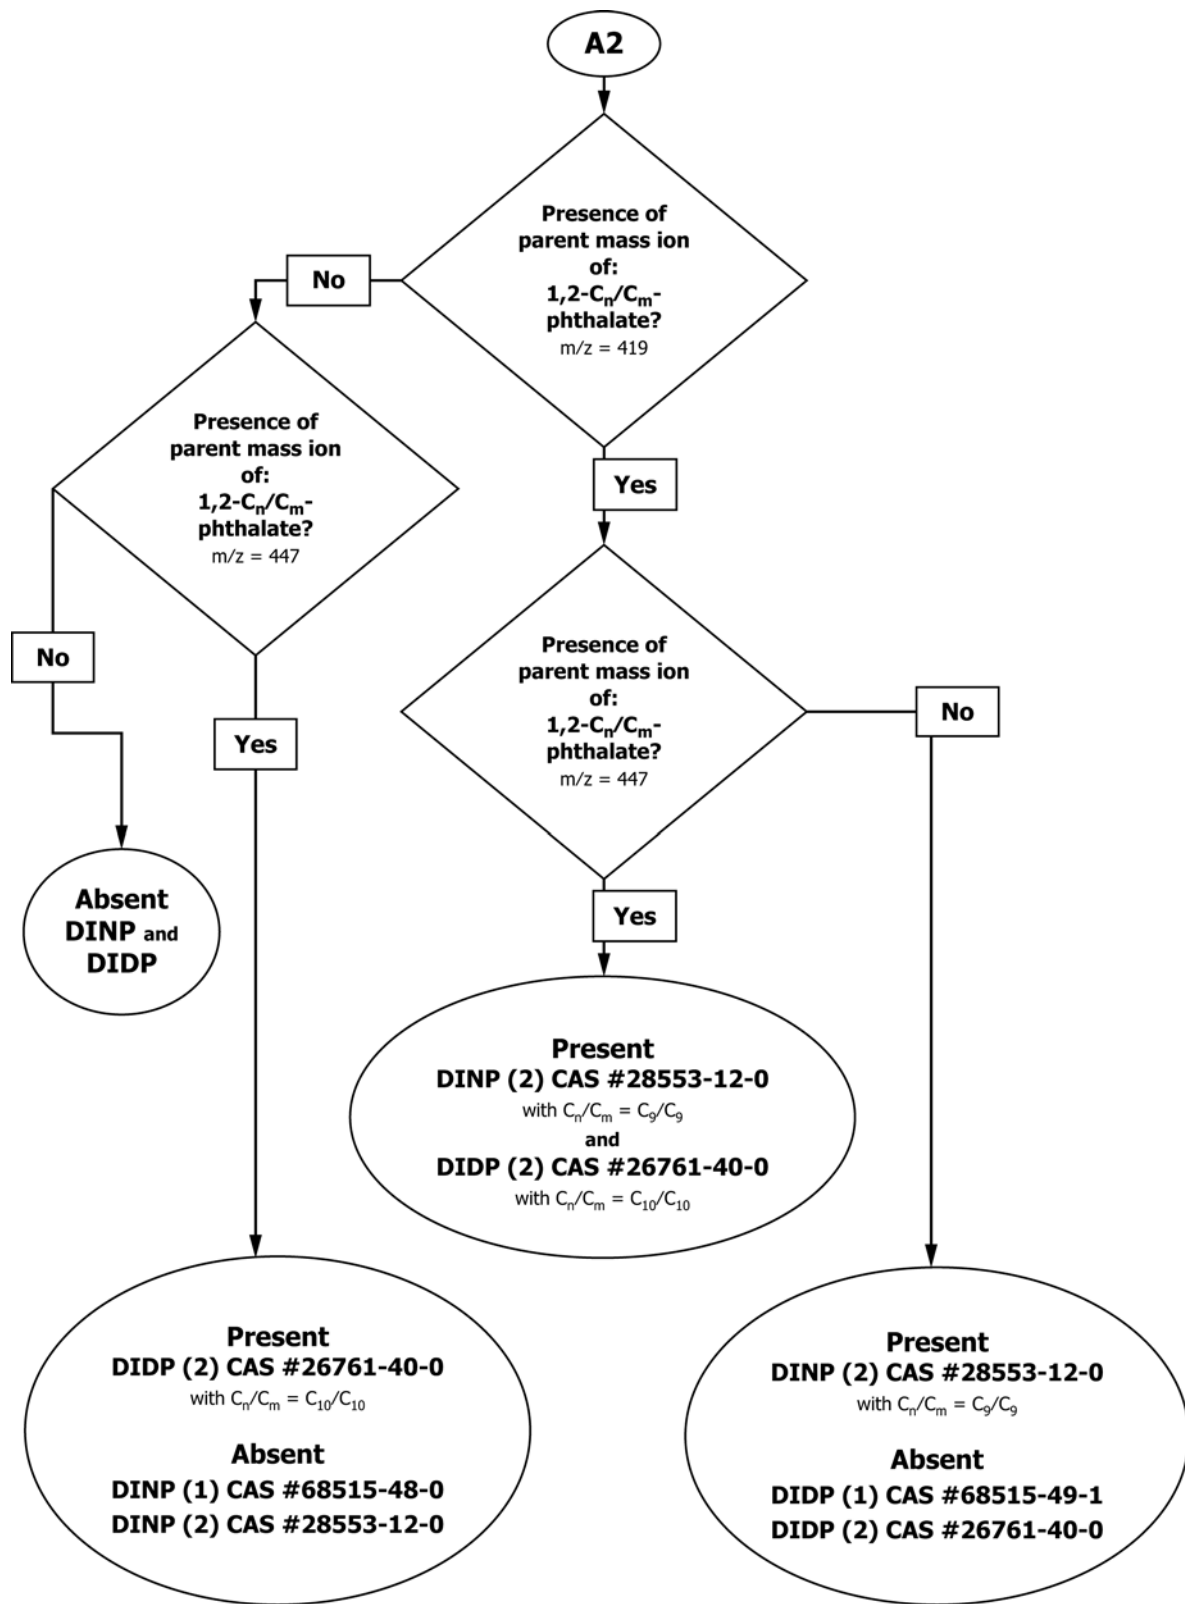 A2
Presence of
parent mass ion
of:
1,2-Cₙ/Cₘ-
phthalate?
m/z = 419
No
Presence of
parent mass ion
of:
1,2-Cₙ/Cₘ-
phthalate?
m/z = 447
Yes
No
Yes
Presence of
parent mass ion
of:
1,2-Cₙ/Cₘ-
phthalate?
m/z = 447
No
Yes
Absent
DINP and
DIDP
Present
DINP (2) CAS #28553-12-0
with Cₙ/Cₘ = C₉/C₉
and
DIDP (2) CAS #26761-40-0
with Cₙ/Cₘ = C₁₀/C₁₀
Present
DIDP (2) CAS #26761-40-0
with Cₙ/Cₘ = C₁₀/C₁₀
Absent
DINP (1) CAS #68515-48-0
DINP (2) CAS #28553-12-0
Present
DINP (2) CAS #28553-12-0
with Cₙ/Cₘ = C₉/C₉
Absent
DIDP (1) CAS #68515-49-1
DIDP (2) CAS #26761-40-0